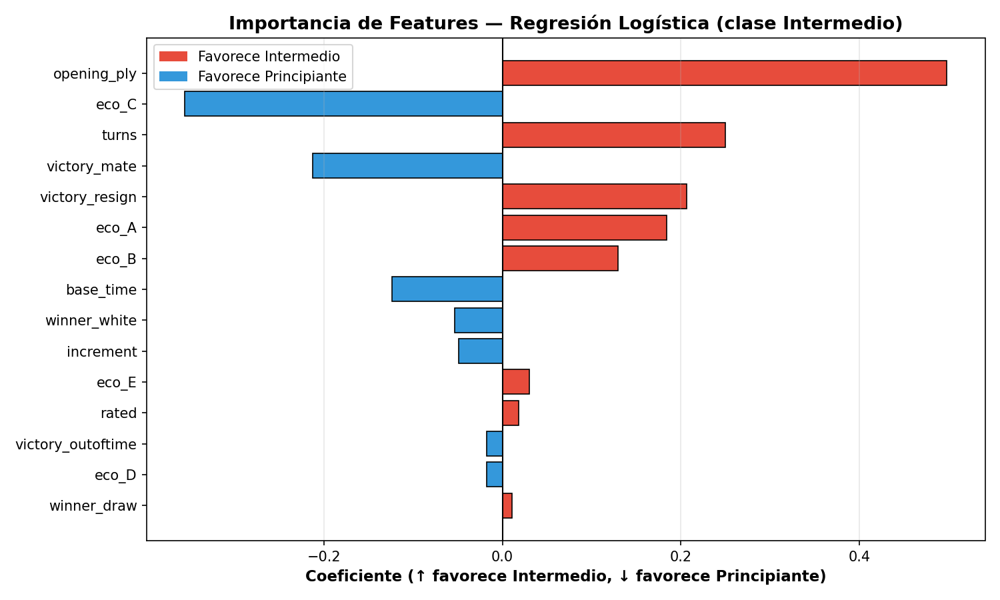 Importancia de Features — Regresión Logística (clase Intermedio)
Favorece Intermedio
Favorece Principiante
opening_ply
eco_C
turns
victory_mate
victory_resign
eco_A
eco_B
base_time
winner_white
increment
eco_E
rated
victory_outoftime
eco_D
winner_draw
−0.2 0.0 0.2 0.4
Coeficiente (↑ favorece Intermedio, ↓ favorece Principiante)